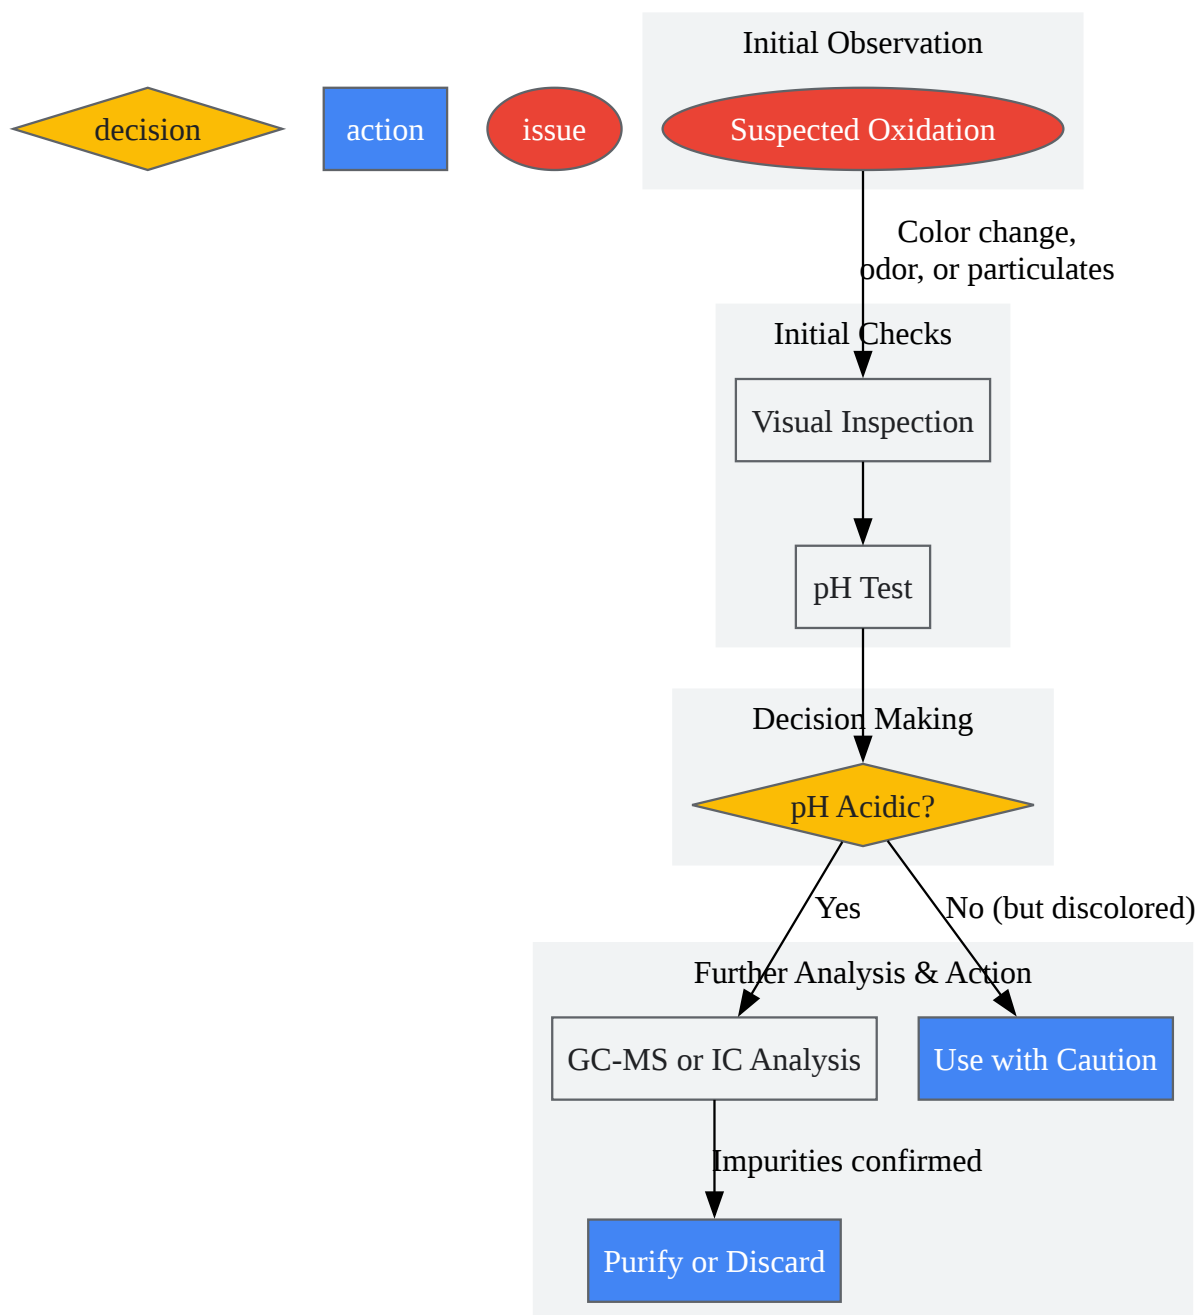 Initial Observation
decision
action
issue
Suspected Oxidation
Color change,
odor, or particulates
Initial Checks
Visual Inspection
pH Test
Decision Making
pH Acidic?
Yes
No (but discolored)
Further Analysis & Action
GC-MS or IC Analysis
Use with Caution
Impurities confirmed
Purify or Discard